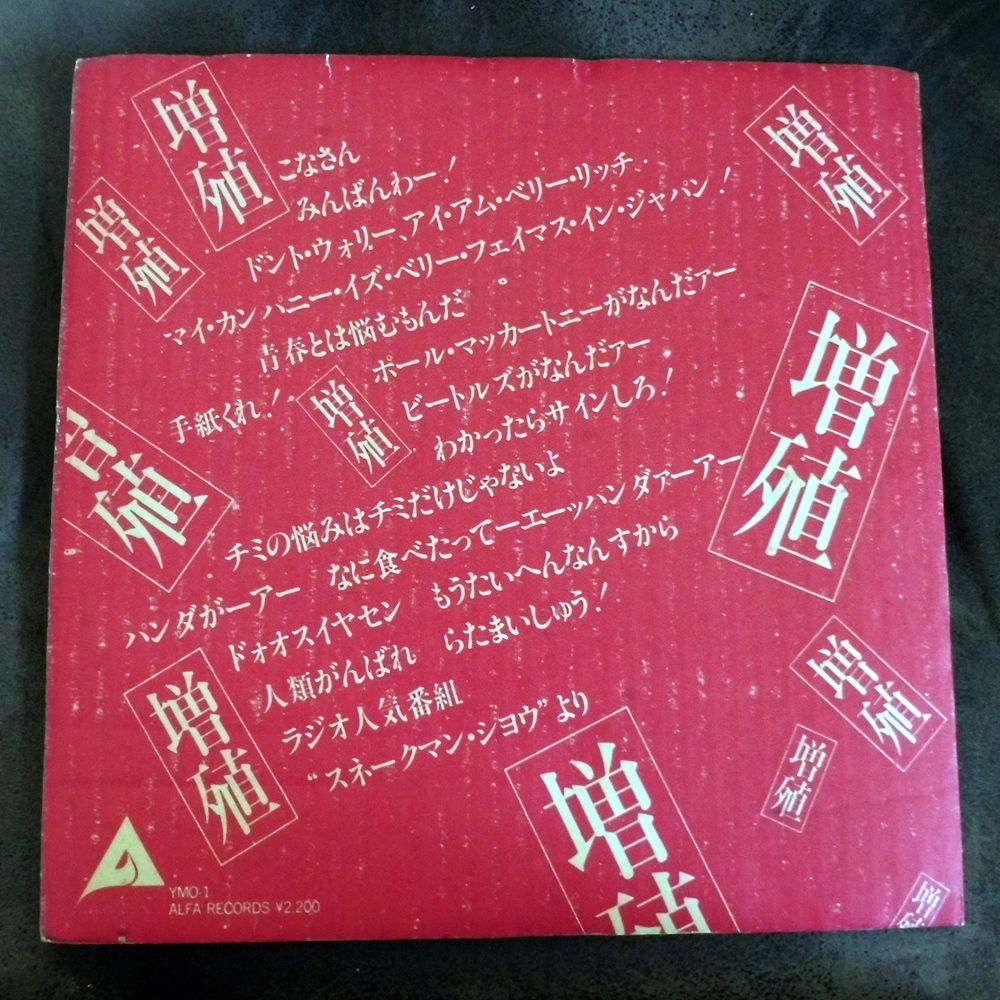 増殖
増殖
増殖
こなさん
みんばんわー！
ドント・ウォリー、アイ・アム・ベリー・リッチ、
マイ・カンパニー・イズ・ベリー・フェイマス・イン・ジャパン！
青春とは悩むもんだ。
手紙くれ！
増殖
ポール・マッカートニーがなんだァー
ビートルズがなんだァー
わかったらサインしろ！
増殖
増殖
チミの悩みはチミだけじゃないよ
なに食べたってーエーッハンダァーアー
ハンダがーアー
ドォオスイヤセン もうたいへんなんすから
人類がんばれ らたまいしゅう！
ラジオ人気番組
“スネークマン・ジョウ”より
増殖
増殖
増殖
増殖
増
YMO-1
ALFA RECORDS ¥2,200